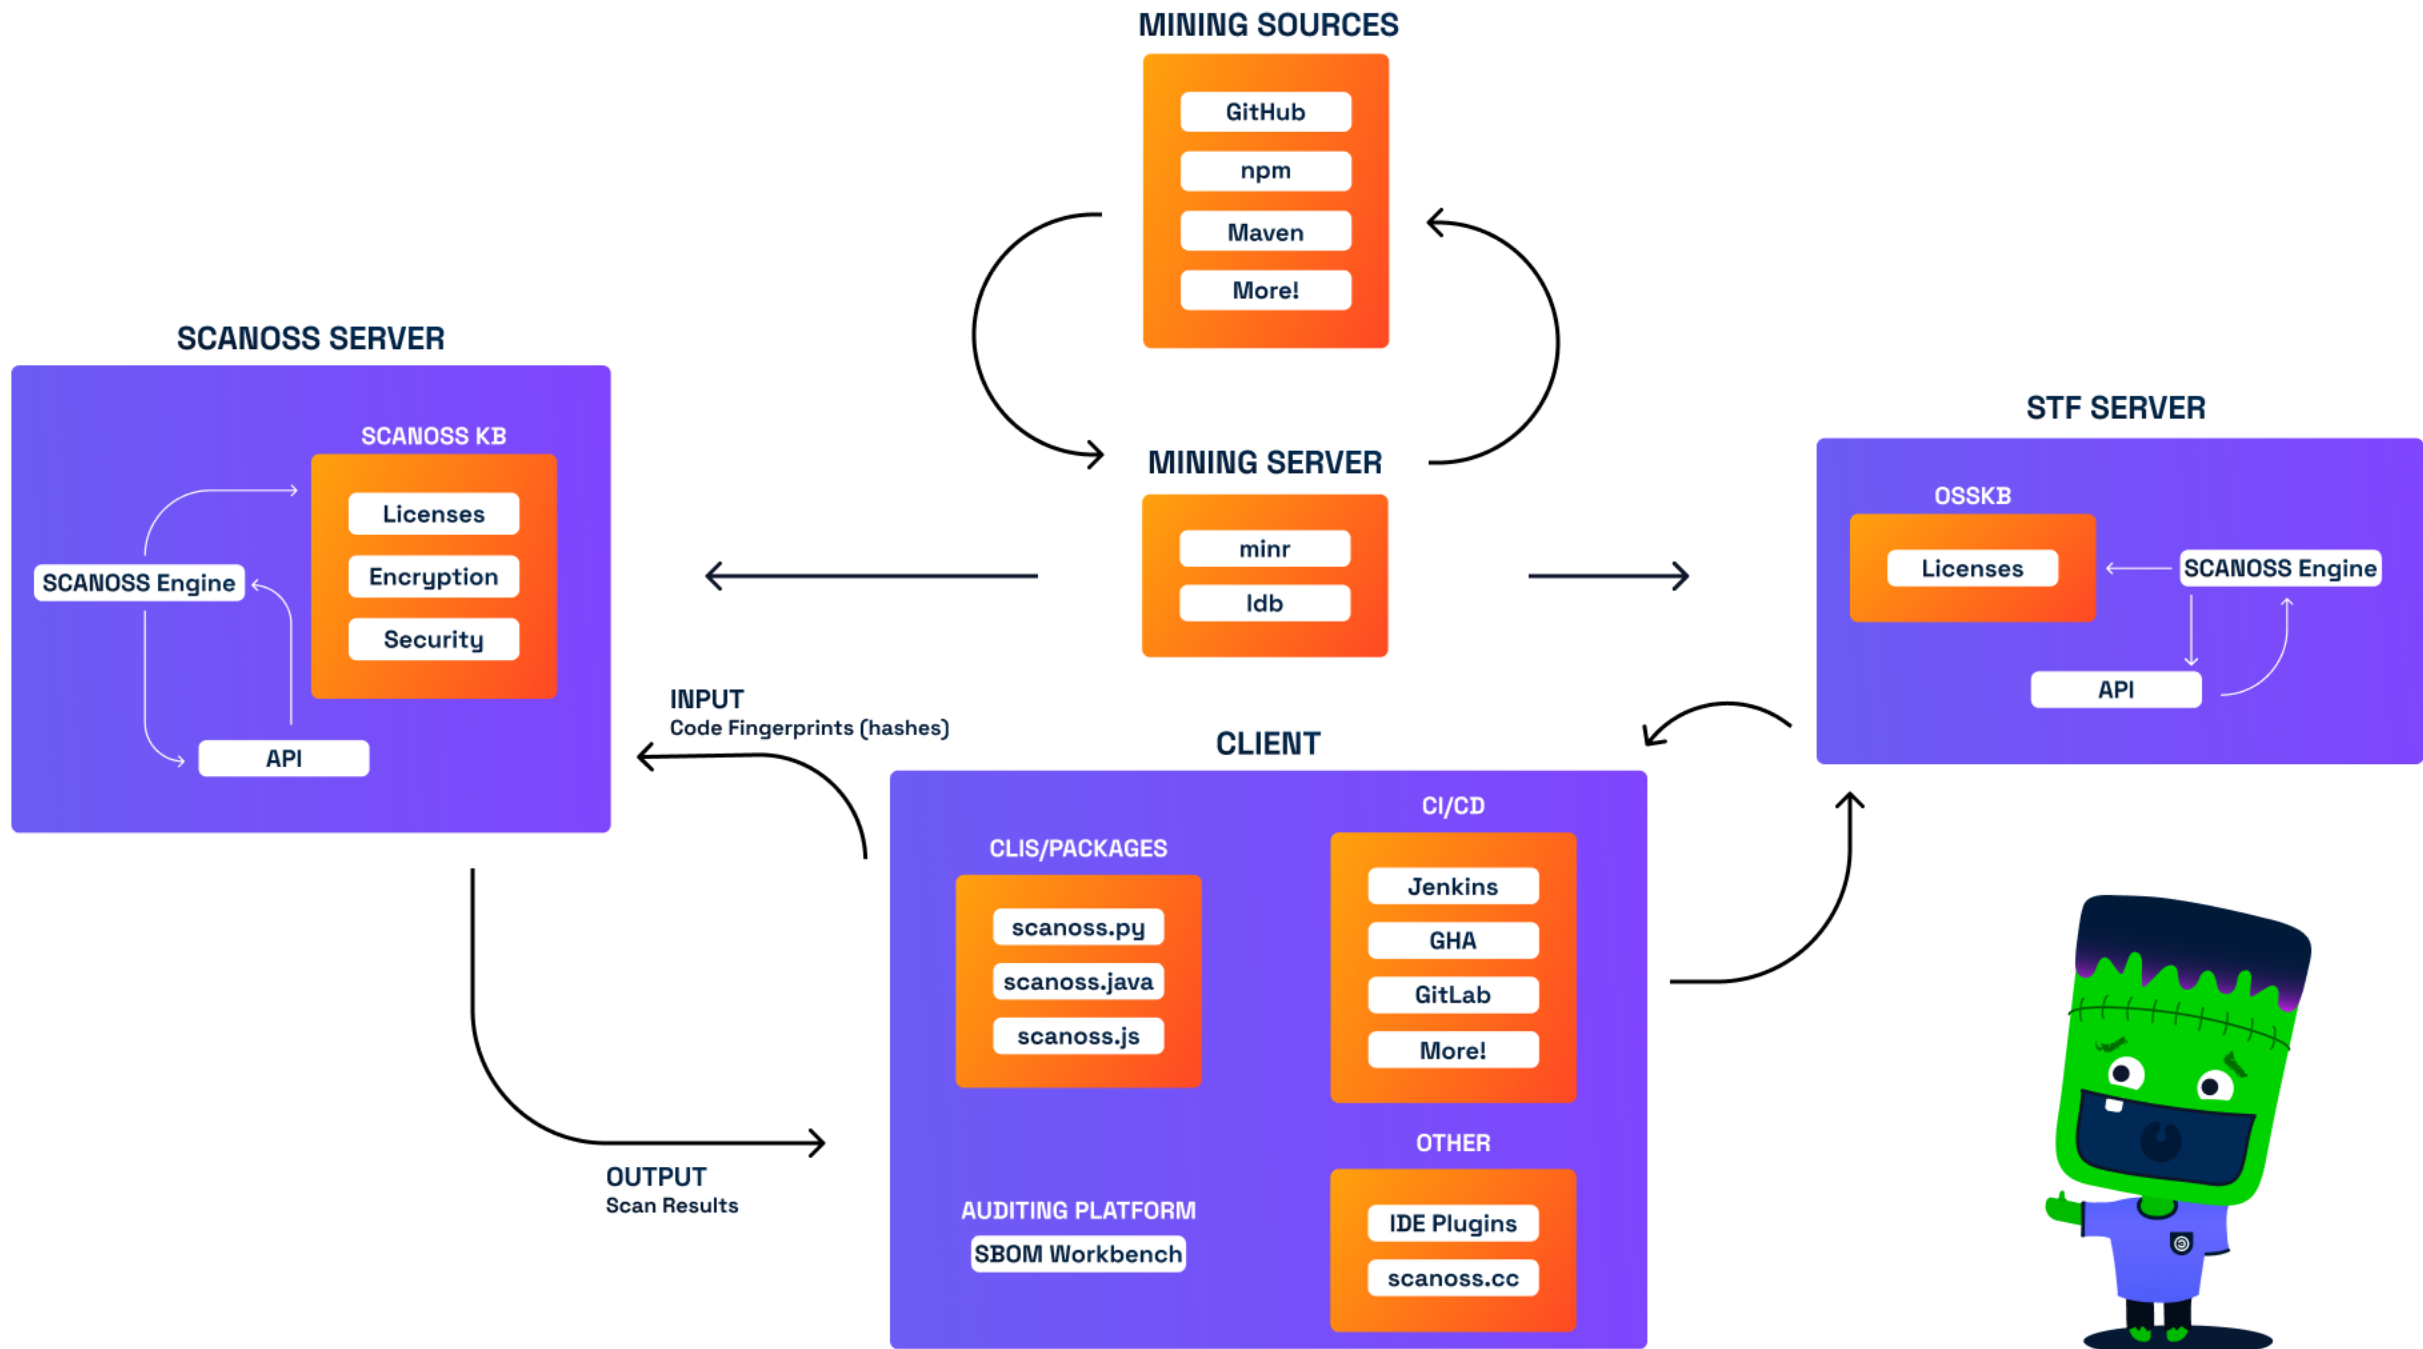 MINING SOURCES
GitHub
npm
Maven
More!
SCANOSS SERVER
SCANOSS KB
Licenses
Encryption
Security
SCANOSS Engine
API
MINING SERVER
minr
ldb
STF SERVER
OSSKB
Licenses
SCANOSS Engine
API
INPUT
Code Fingerprints (hashes)
OUTPUT
Scan Results
CLIENT
CLIS/PACKAGES
scanoss.py
scanoss.java
scanoss.js
AUDITING PLATFORM
SBOM Workbench
CI/CD
Jenkins
GHA
GitLab
More!
OTHER
IDE Plugins
scanoss.cc